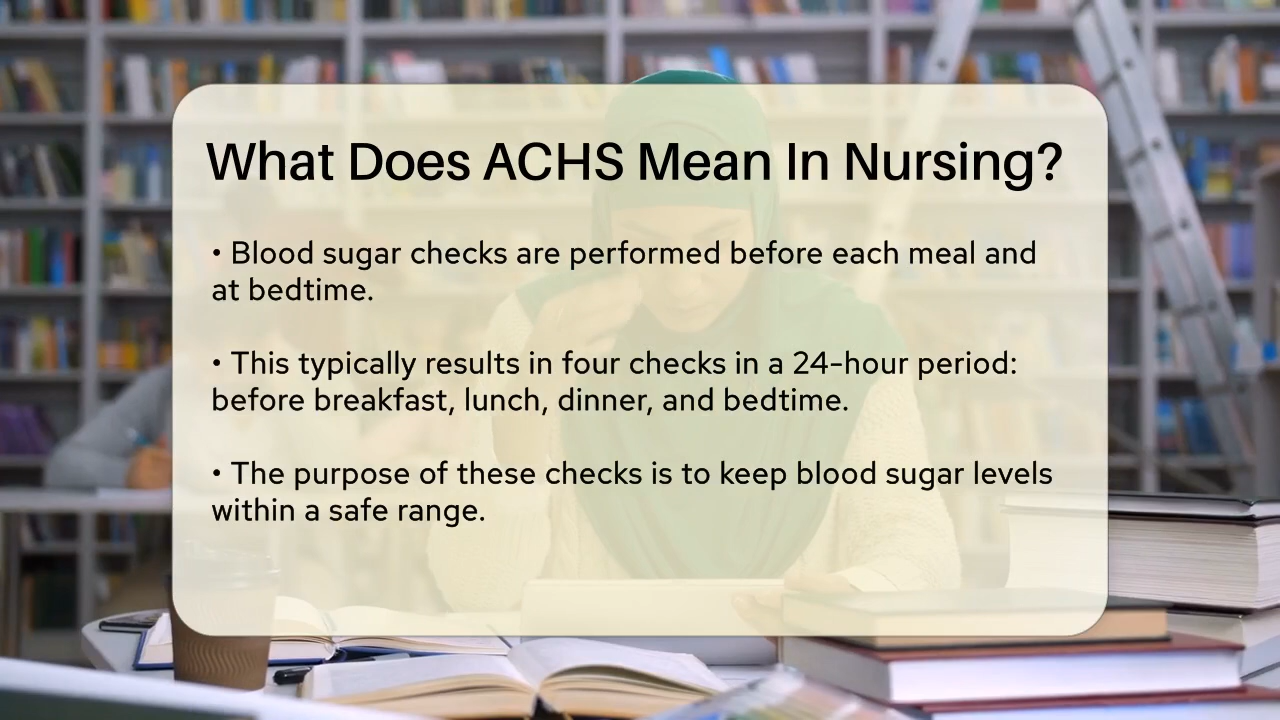 What Does ACHS Mean In Nursing?
• Blood sugar checks are performed before each meal and
at bedtime.
• This typically results in four checks in a 24-hour period:
before breakfast, lunch, dinner, and bedtime.
• The purpose of these checks is to keep blood sugar levels
within a safe range.